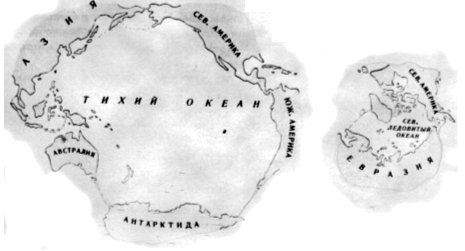 АЗИЯ
СЕВ. АМЕРИКА
ТИХИЙ ОКЕАН
ЮЖ. АМЕРИКА
АВСТРАЛИЯ
АНТАРКТИДА
СЕВ. АМЕРИКА
СЕВ.
ЛЕДОВИТЫЙ
ОКЕАН
ЕВРАЗИЯ